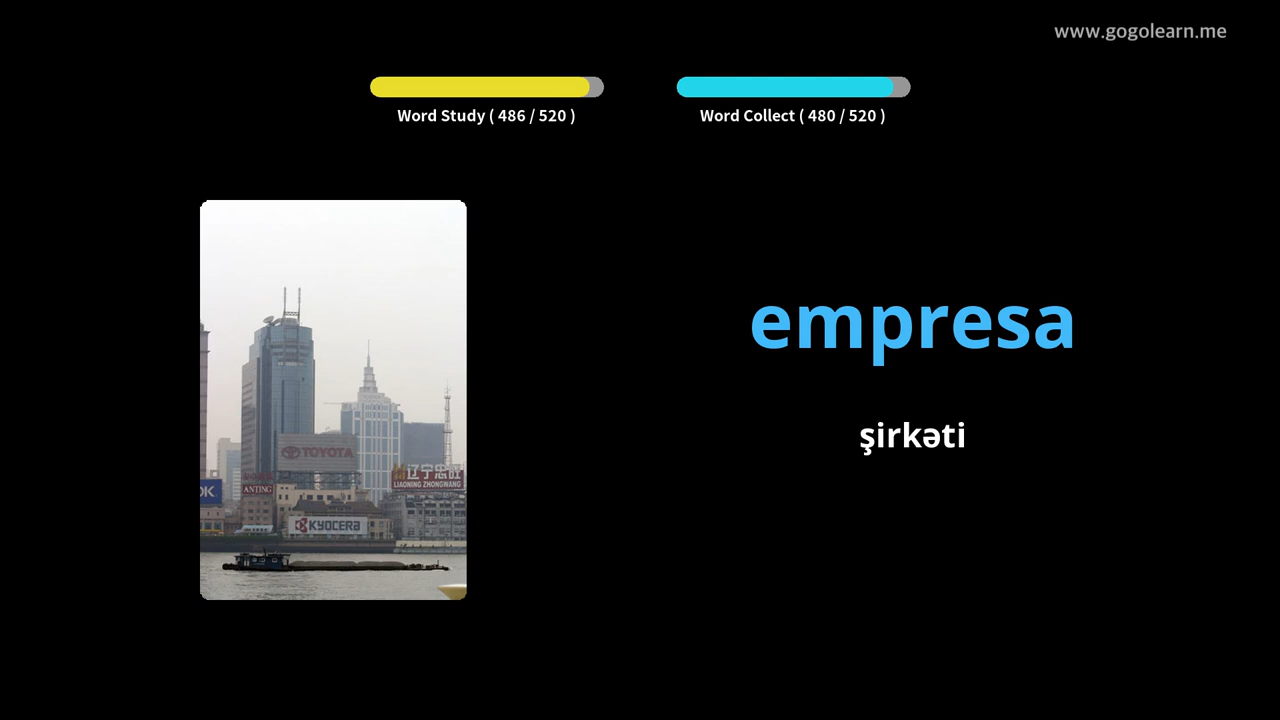 www.gogolearn.me
Word Study ( 486 / 520 )
Word Collect ( 480 / 520 )
empresa
şirkəti
TOYOTA
辽宁忠旺
LIAONING ZHONGWANG
OK
ANTING
KYOCERA